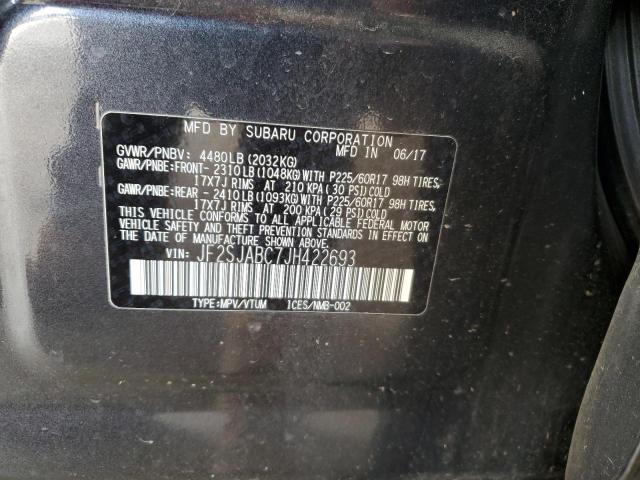 MFD BY SUBARU CORPORATION
GVWR/PNBV: 4480LB(2032KG) MFD IN 06/17
GAWR/PNBE:FRONT- 2310LB(1048KG)WITH P225/60R17 98H TIRES,
17X7J RIMS AT 210 KPA(30 PSI)COLD
GAWR/PNBE:REAR - 2410LB(1093KG)WITH P225/60R17 98H TIRES,
17X7J RIMS AT 200 KPA(29 PSI)COLD
THIS VEHICLE CONFORMS TO ALL APPLICABLE FEDERAL MOTOR
VEHICLE SAFETY AND THEFT PREVENTION STANDARDS IN EFFECT
ON THE DATE OF MANUFACTURE SHOWN ABOVE.
VIN: JF2SJABC7JH422693
TYPE:MPV/VTUM ICES/NMB-002